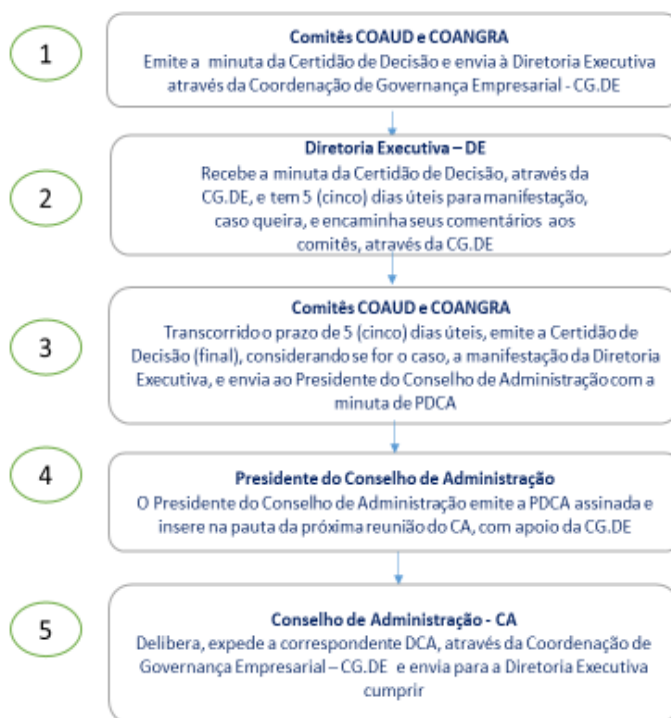 1
Comitês COAUD e COANGRA
Emite a minuta da Certidão de Decisão e envia à Diretoria Executiva
através da Coordenação de Governança Empresarial - CG.DE
2
Diretoria Executiva – DE
Recebe a minuta da Certidão de Decisão, através da
CG.DE, e tem 5 (cinco) dias úteis para manifestação,
caso queira, e encaminha seus comentários aos
comitês, através da CG.DE
3
Comitês COAUD e COANGRA
Transcorrido o prazo de 5 (cinco) dias úteis, emite a Certidão de
Decisão (final), considerando se for o caso, a manifestação da Diretoria
Executiva, e envia ao Presidente do Conselho de Administração com a
minuta de PDCA
4
Presidente do Conselho de Administração
O Presidente do Conselho de Administração emite a PDCA assinada e
insere na pauta da próxima reunião do CA, com apoio da CG.DE
5
Conselho de Administração - CA
Delibera, expede a correspondente DCA, através da Coordenação de
Governança Empresarial – CG.DE e envia para a Diretoria Executiva
cumprir